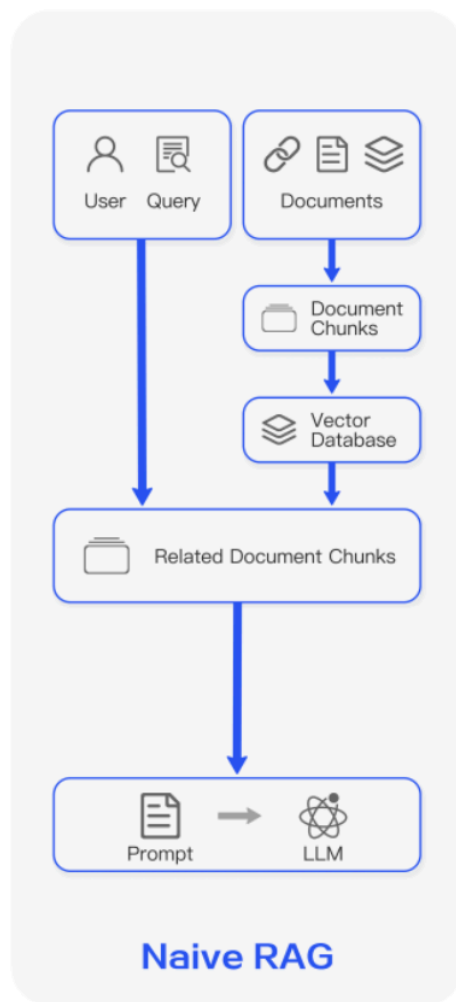 User Query
Documents
Document
Chunks
Vector
Database
Related Document Chunks
Prompt
LLM
Naive RAG